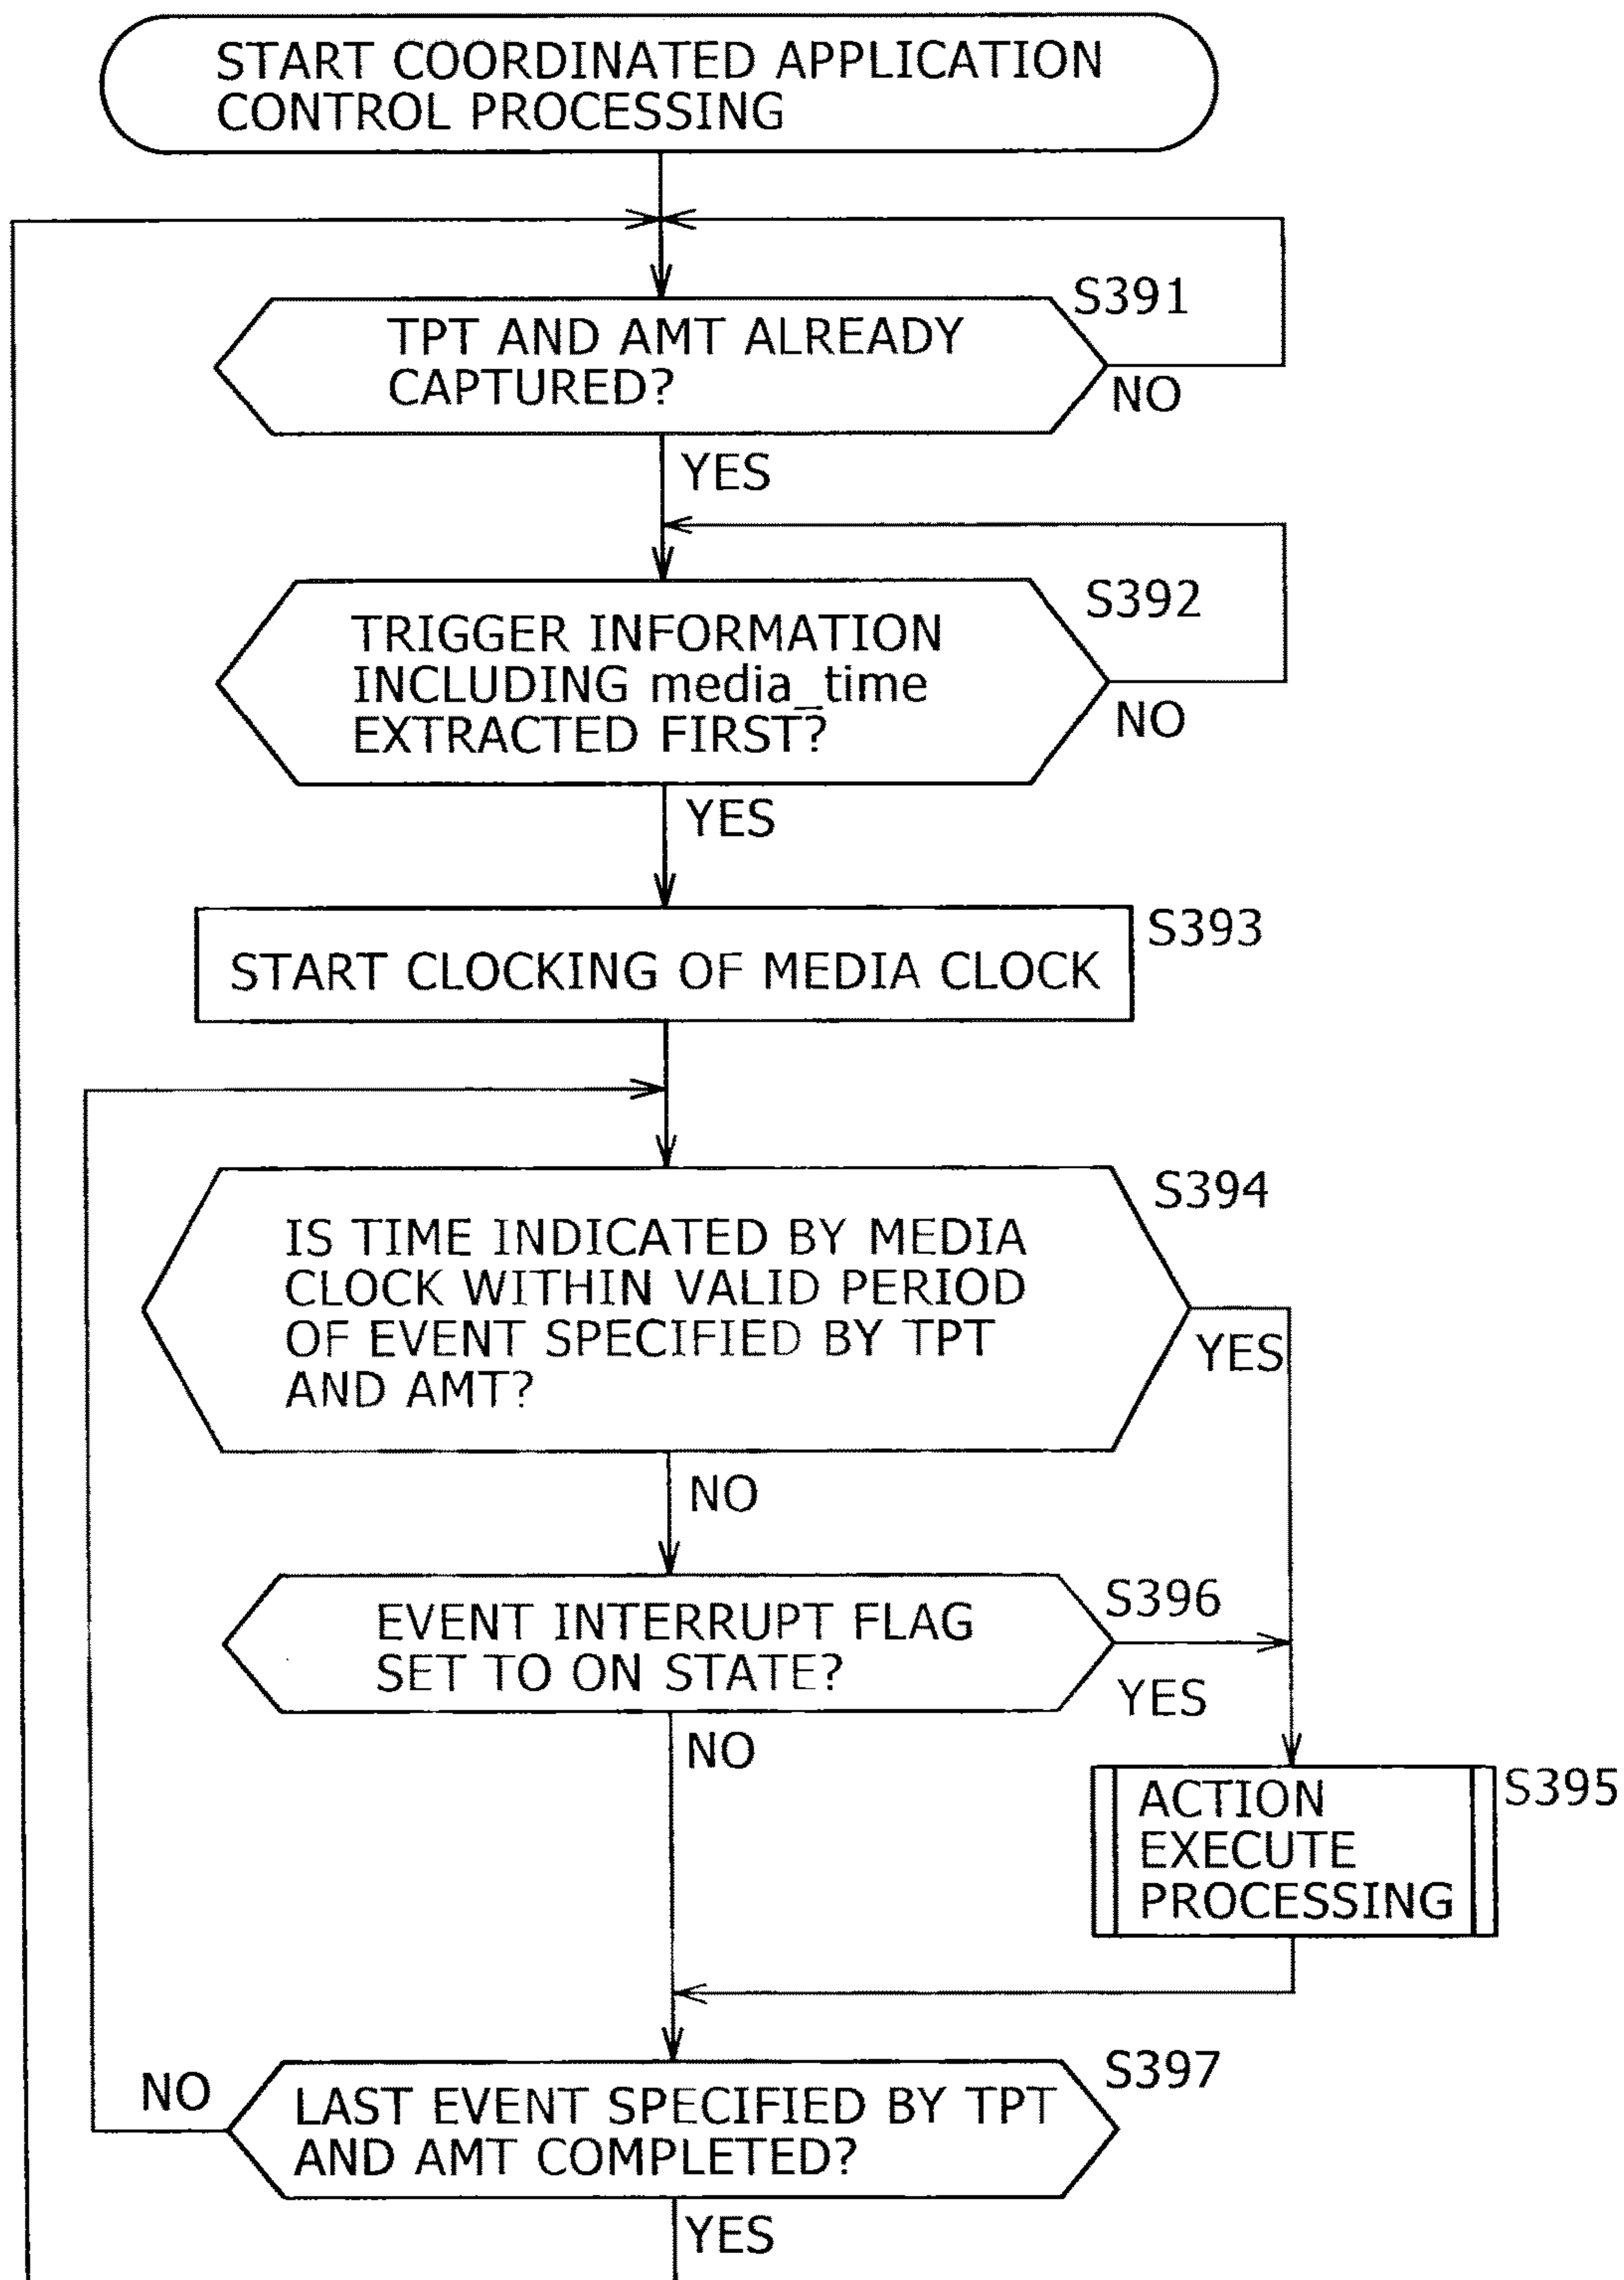 START COORDINATED APPLICATION
CONTROL PROCESSING
S391
TPT AND AMT ALREADY
CAPTURED?
NO
YES
S392
TRIGGER INFORMATION
INCLUDING media_time
EXTRACTED FIRST?
NO
YES
S393
START CLOCKING OF MEDIA CLOCK
S394
IS TIME INDICATED BY MEDIA
CLOCK WITHIN VALID PERIOD
OF EVENT SPECIFIED BY TPT
AND AMT?
YES
NO
S396
EVENT INTERRUPT FLAG
SET TO ON STATE?
YES
NO
S395
ACTION
EXECUTE
PROCESSING
S397
NO
LAST EVENT SPECIFIED BY TPT
AND AMT COMPLETED?
YES